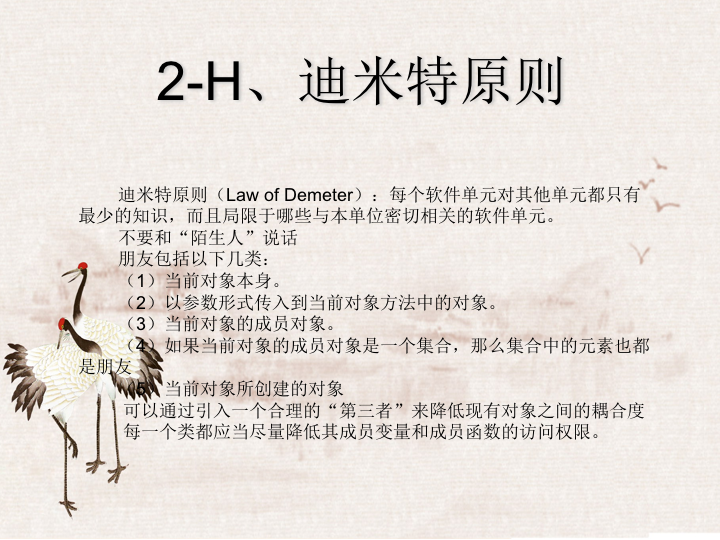 2-H、迪米特原则
迪米特原则（Law of Demeter）：每个软件单元对其他单元都只有
最少的知识，而且局限于哪些与本单位密切相关的软件单元。
不要和“陌生人”说话
朋友包括以下几类：
（1）当前对象本身。
（2）以参数形式传入到当前对象方法中的对象。
（3）当前对象的成员对象。
（4）如果当前对象的成员对象是一个集合，那么集合中的元素也都
是朋友
（5）当前对象所创建的对象
可以通过引入一个合理的“第三者”来降低现有对象之间的耦合度
每一个类都应当尽量降低其成员变量和成员函数的访问权限。